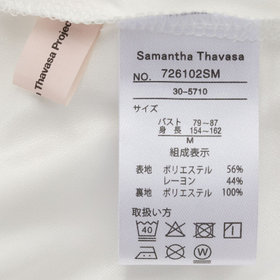 Thavasa Proje
Samantha Thavasa
NO. 726102SM
30-5710
サイズ
バスト 79~87
身長 154~162
M
組成表示
表地 ポリエステル 56%
レーヨン 44%
裏地 ポリエステル 100%
取扱い方
40
W